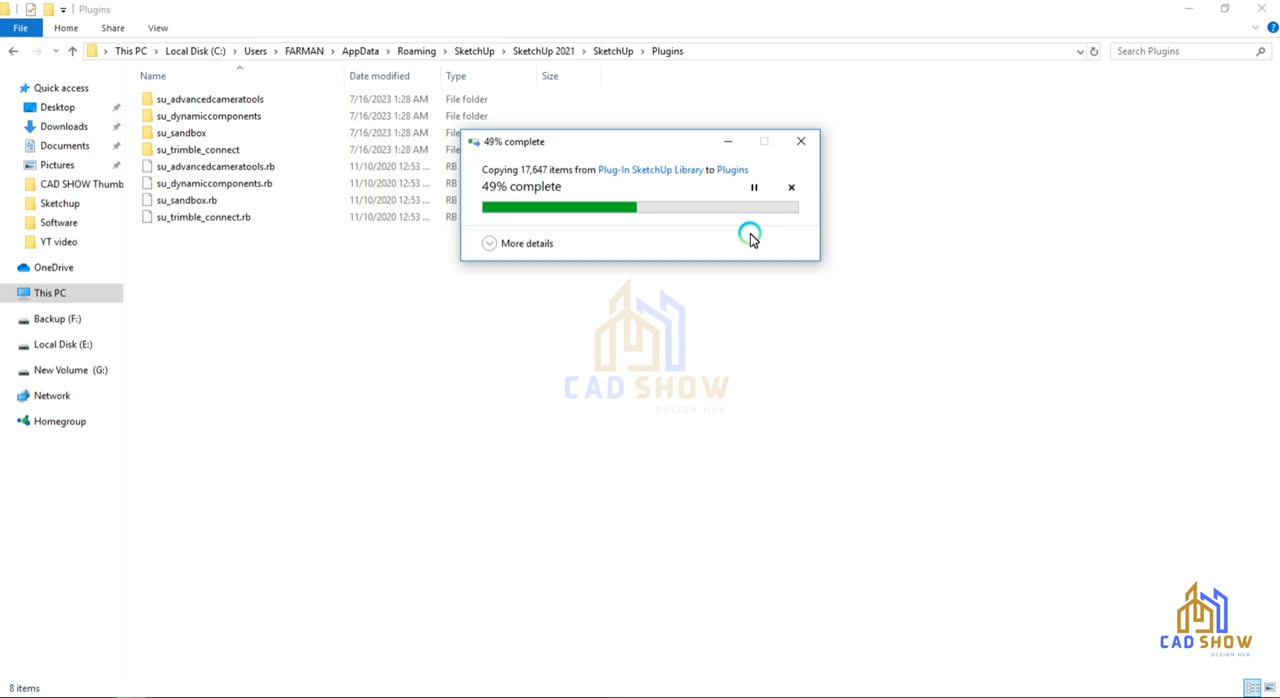 Plugins
File Home Share View
This PC Local Disk (C:) Users FARMAN AppData Roaming SketchUp SketchUp 2021 SketchUp Plugins
Search Plugins
Name Date modified Type Size
Quick access
Desktop
Downloads
Documents
Pictures
CAD SHOW Thumb
Sketchup
Software
YT video
OneDrive
This PC
Backup (F:)
Local Disk (E:)
New Volume (G:)
Network
Homegroup
su_advancedcameratools 7/16/2023 1:28 AM File folder
su_dynamiccomponents 7/16/2023 1:28 AM File folder
su_sandbox 7/16/2023 1:28 AM File
su_trimble_connect 7/16/2023 1:28 AM File
su_advancedcameratools.rb 11/10/2020 12:53 ... RB
su_dynamiccomponents.rb 11/10/2020 12:53 ... RB
su_sandbox.rb 11/10/2020 12:53 ... RB
su_trimble_connect.rb 11/10/2020 12:53 ... RB
49% complete
Copying 17,647 items from Plug-In SketchUp Library to Plugins
49% complete
More details
CAD SHOW
DESIGN HUB
CAD SHOW
DESIGN HUB
8 items